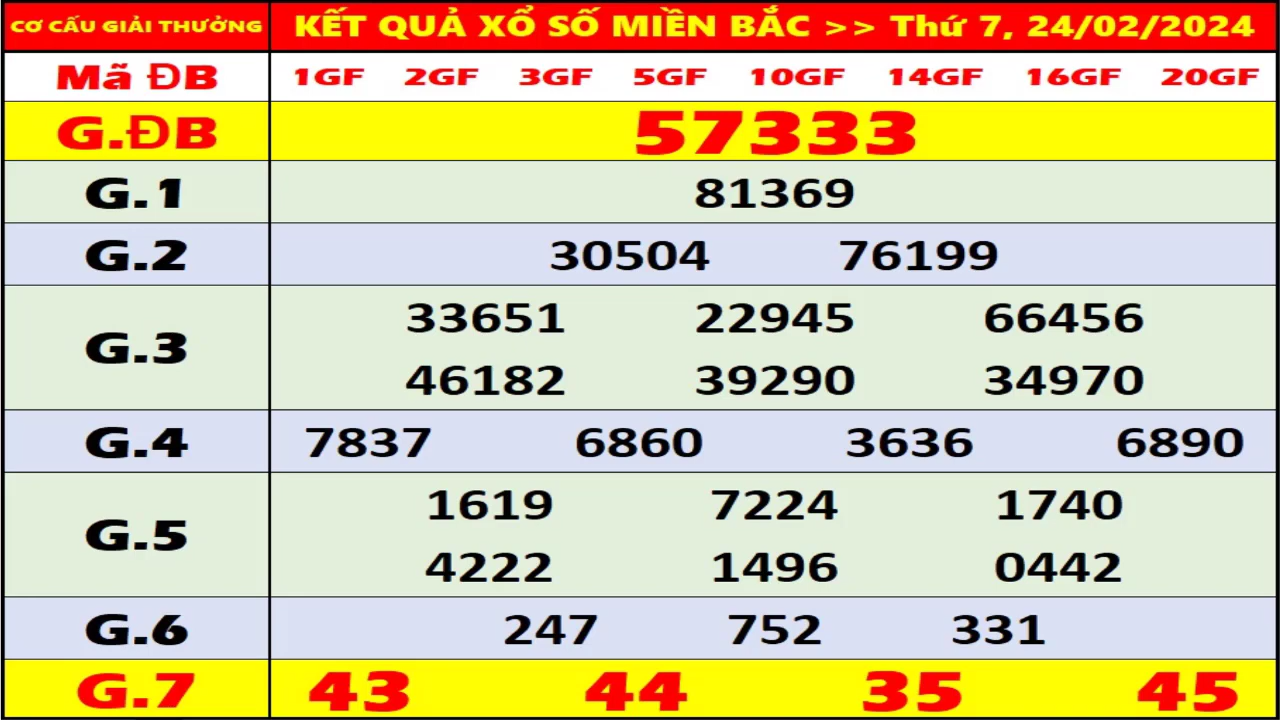 CƠ CẤU GIẢI THƯỞNG KẾT QUẢ XỔ SỐ MIỀN BẮC >> Thứ 7, 24/02/2024
Mã ĐB 1GF 2GF 3GF 5GF 10GF 14GF 16GF 20GF
G.ĐB 57333
G.1 81369
G.2 30504 76199
G.3
33651 22945 66456
46182 39290 34970
G.4 7837 6860 3636 6890
G.5
1619 7224 1740
4222 1496 0442
G.6 247 752 331
G.7 43 44 35 45